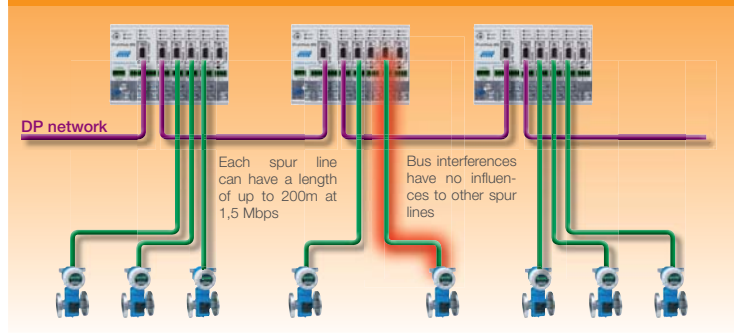 DP network
Each spur line
can have a length
of up to 200m at
1,5 Mbps
Bus interferences
have no influen-
ces to other spur
lines